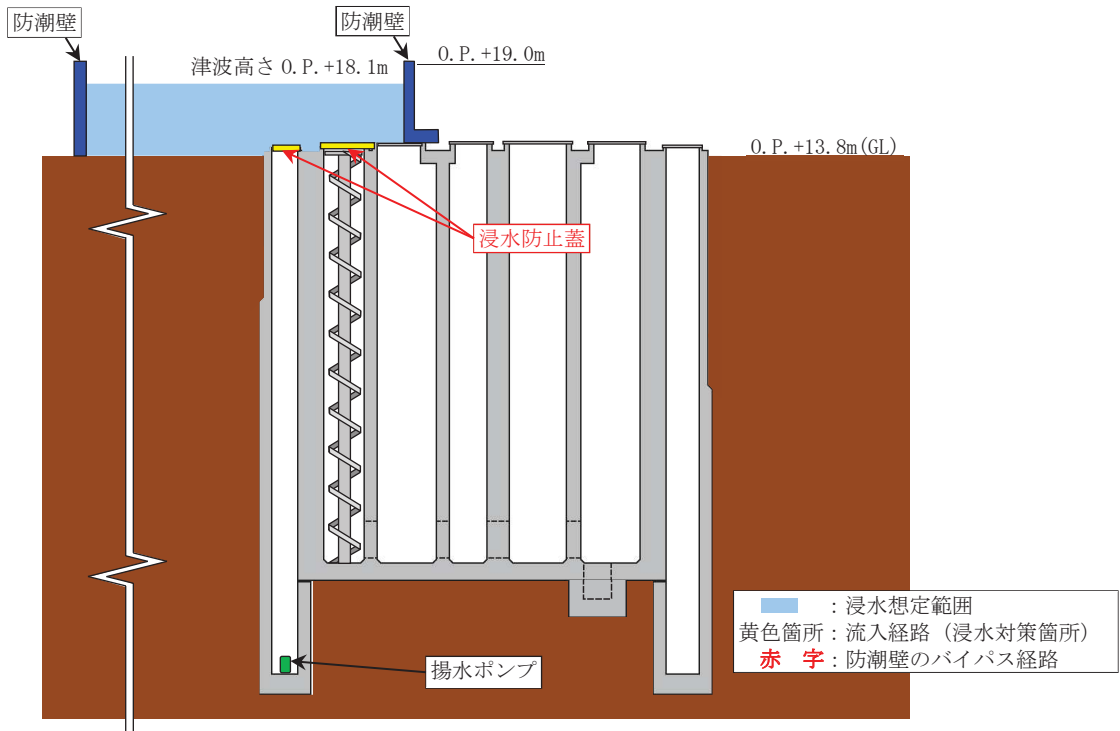 防潮壁
防潮壁
津波高さ O.P.+18.1m
O.P.+19.0m
O.P.+13.8m(GL)
浸水防止蓋
揚水ポンプ
：浸水想定範囲
黄色箇所：流入経路（浸水対策箇所）
赤　字：防潮壁のバイパス経路